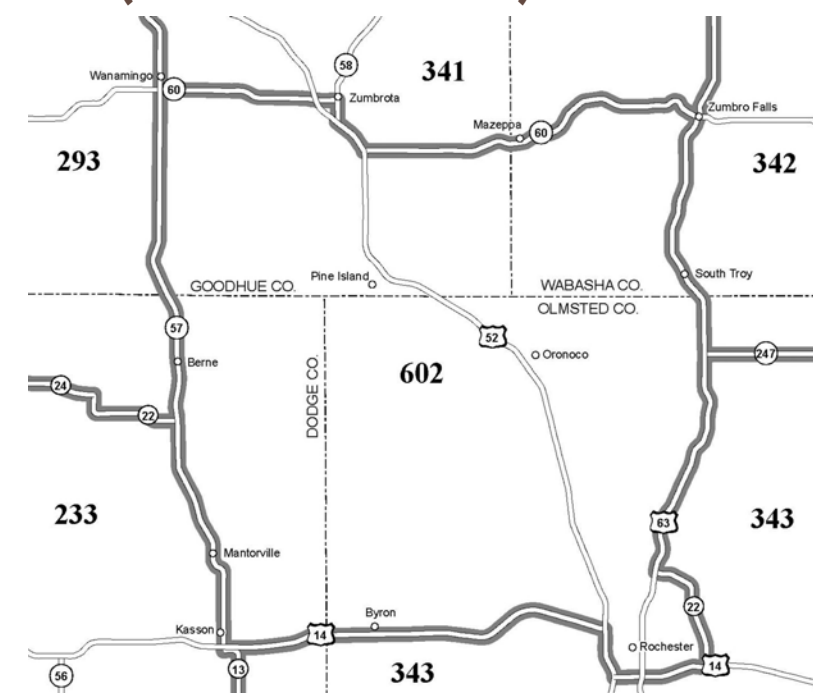 58
341
Wanamingo
60
Zumbrota
Zumbro Falls
Mazeppa
60
293
342
South Troy
Pine Island
GOODHUE CO.
WABASHA CO.
OLMSTED CO.
57
52
247
Berne
Oronoco
DODGE CO.
602
24
22
233
63
343
Mantorville
22
Byron
Kasson
14
Rochester
14
343
13
56